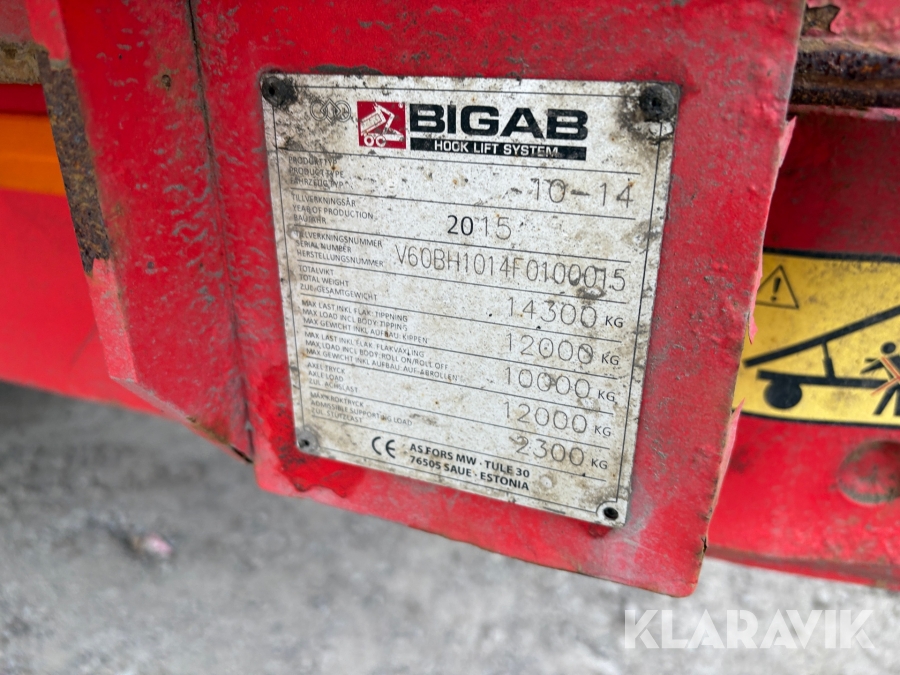 BIGAB
HOOK LIFT SYSTEM
PRODUKTTYP
PRODUCT TYPE
FAHRZEUG TYP
10-14
TILLVERKNINGSÅR
YEAR OF PRODUCTION
BAUJAHR
2015
TILLVERKNINGSNUMMER
SERIAL NUMBER
HERSTELLUNGSNUMMER
V60BH1014F0100015
TOTALVIKT
TOTAL WEIGHT
ZUL-GESAMTGEWICHT
14300 KG
MAX LAST INKL FLAK :TIPPNING
MAX LOAD INCL BODY :TIPPING
MAX GEWICHT INKL AUFBAU: KIPPEN
12000 KG
MAX LAST INKL FLAK: FLAKVÄXLING
MAX LOAD INCL BODY: ROLL ON/ROLL OFF
MAX GEWICHT INKL AUFBAU: AUF-ABROLLEN
10000 KG
AXELTRYCK
AXLE LOAD
ZUL. ACHSLAST
12000 KG
MAX KROKTRYCK
ADMISSIBLE SUPPORTING LOAD
ZUL. STÜTZLAST
2300 KG
CE
AS.FORS MW · TULE 30
76505 SAUE · ESTONIA
KLARAVIK